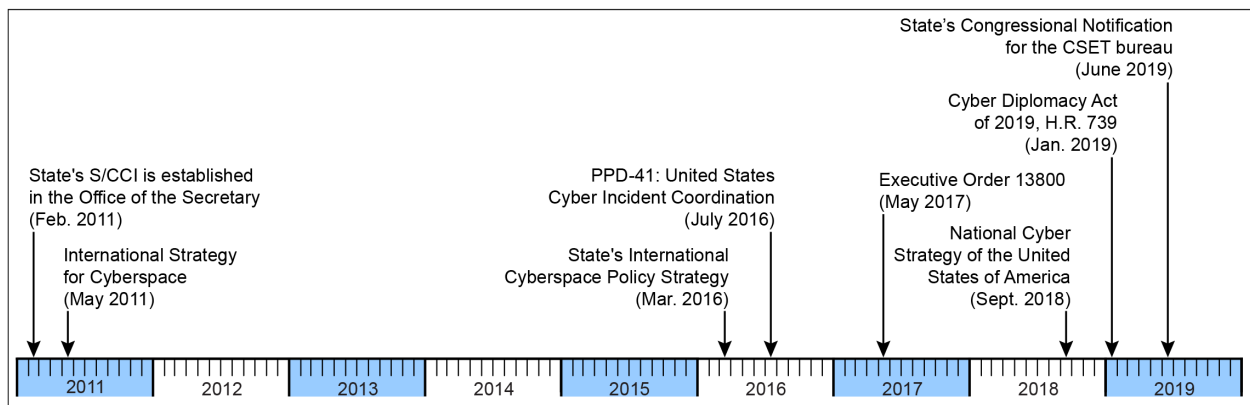 State's Congressional Notification
for the CSET bureau
(June 2019)
Cyber Diplomacy Act
of 2019, H.R. 739
(Jan. 2019)
State's S/CCI is established
in the Office of the Secretary
(Feb. 2011)
PPD-41: United States
Cyber Incident Coordination
(July 2016)
Executive Order 13800
(May 2017)
International Strategy
for Cyberspace
(May 2011)
State's International
Cyberspace Policy Strategy
(Mar. 2016)
National Cyber
Strategy of the United
States of America
(Sept. 2018)
2011 2012 2013 2014 2015 2016 2017 2018 2019